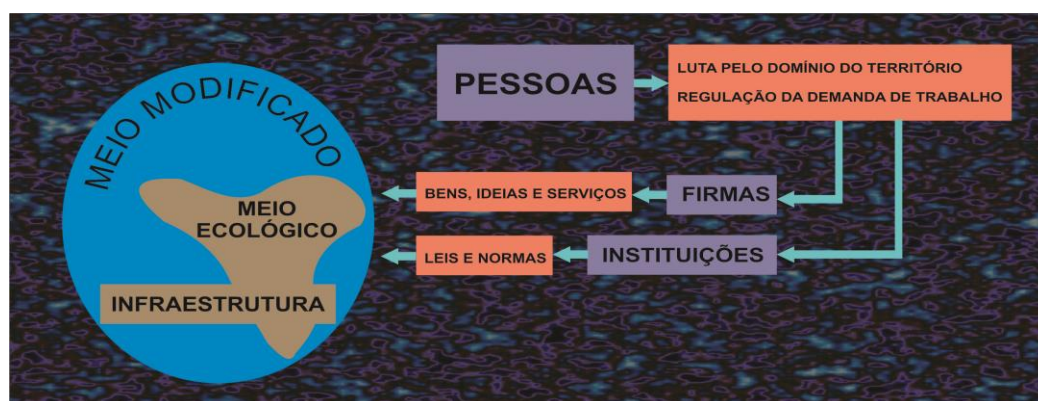 MEIO MODIFICADO
MEIO
ECOLÓGICO
INFRAESTRUTURA
PESSOAS
LUTA PELO DOMÍNIO DO TERRITÓRIO
REGULAÇÃO DA DEMANDA DE TRABALHO
BENS, IDEIAS E SERVIÇOS
FIRMAS
LEIS E NORMAS
INSTITUIÇÕES